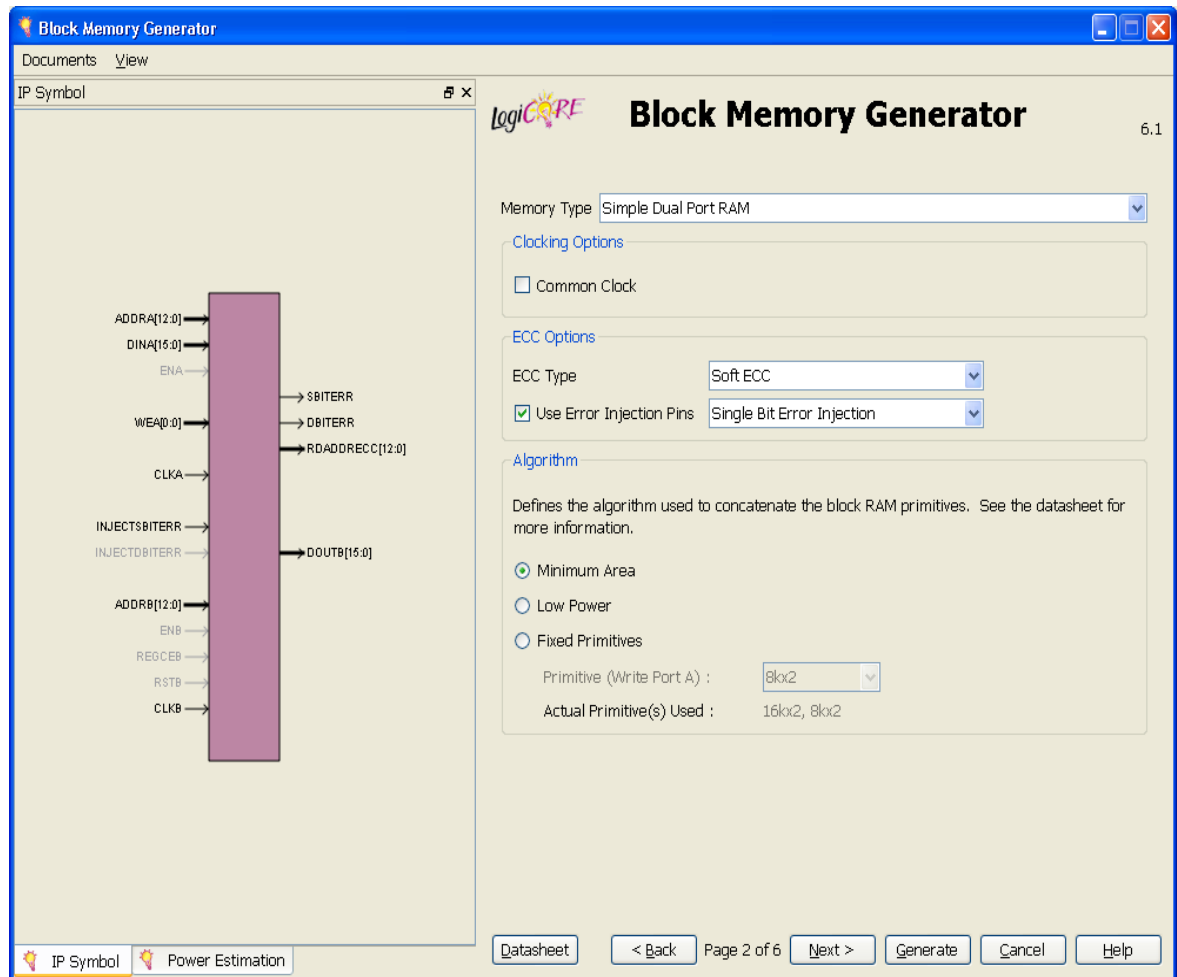 Block Memory Generator
Documents View
IP Symbol
ADDRA[12:0]
DINA[15:0]
ENA
WEA[0:0]
CLKA
INJECTSBITERR
INJECTDBITERR
ADDRB[12:0]
ENB
REGCEB
RSTB
CLKB
SBITERR
DBITERR
RDADDRECC[12:0]
DOUTB[15:0]
IP Symbol Power Estimation
LogiCORE
Block Memory Generator
6.1
Memory Type Simple Dual Port RAM
Clocking Options
Common Clock
ECC Options
ECC Type Soft ECC
Use Error Injection Pins Single Bit Error Injection
Algorithm
Defines the algorithm used to concatenate the block RAM primitives. See the datasheet for
more information.
Minimum Area
Low Power
Fixed Primitives
Primitive (Write Port A) : 8kx2
Actual Primitive(s) Used : 16kx2, 8kx2
Datasheet < Back Page 2 of 6 Next > Generate Cancel Help